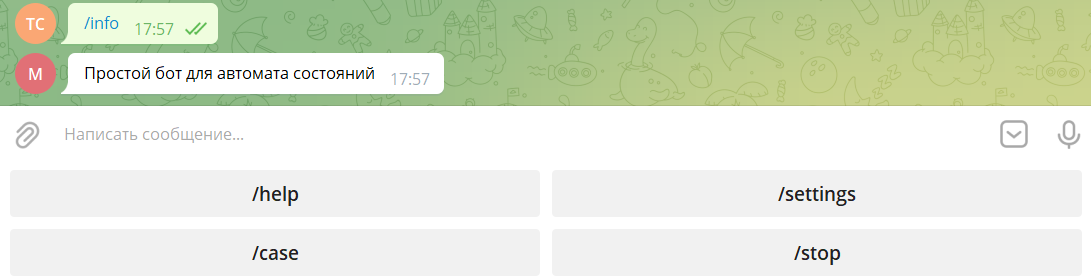 TC
/info 17:57
М
Простой бот для автомата состояний 17:57
Написать сообщение...
/help
/settings
/case
/stop